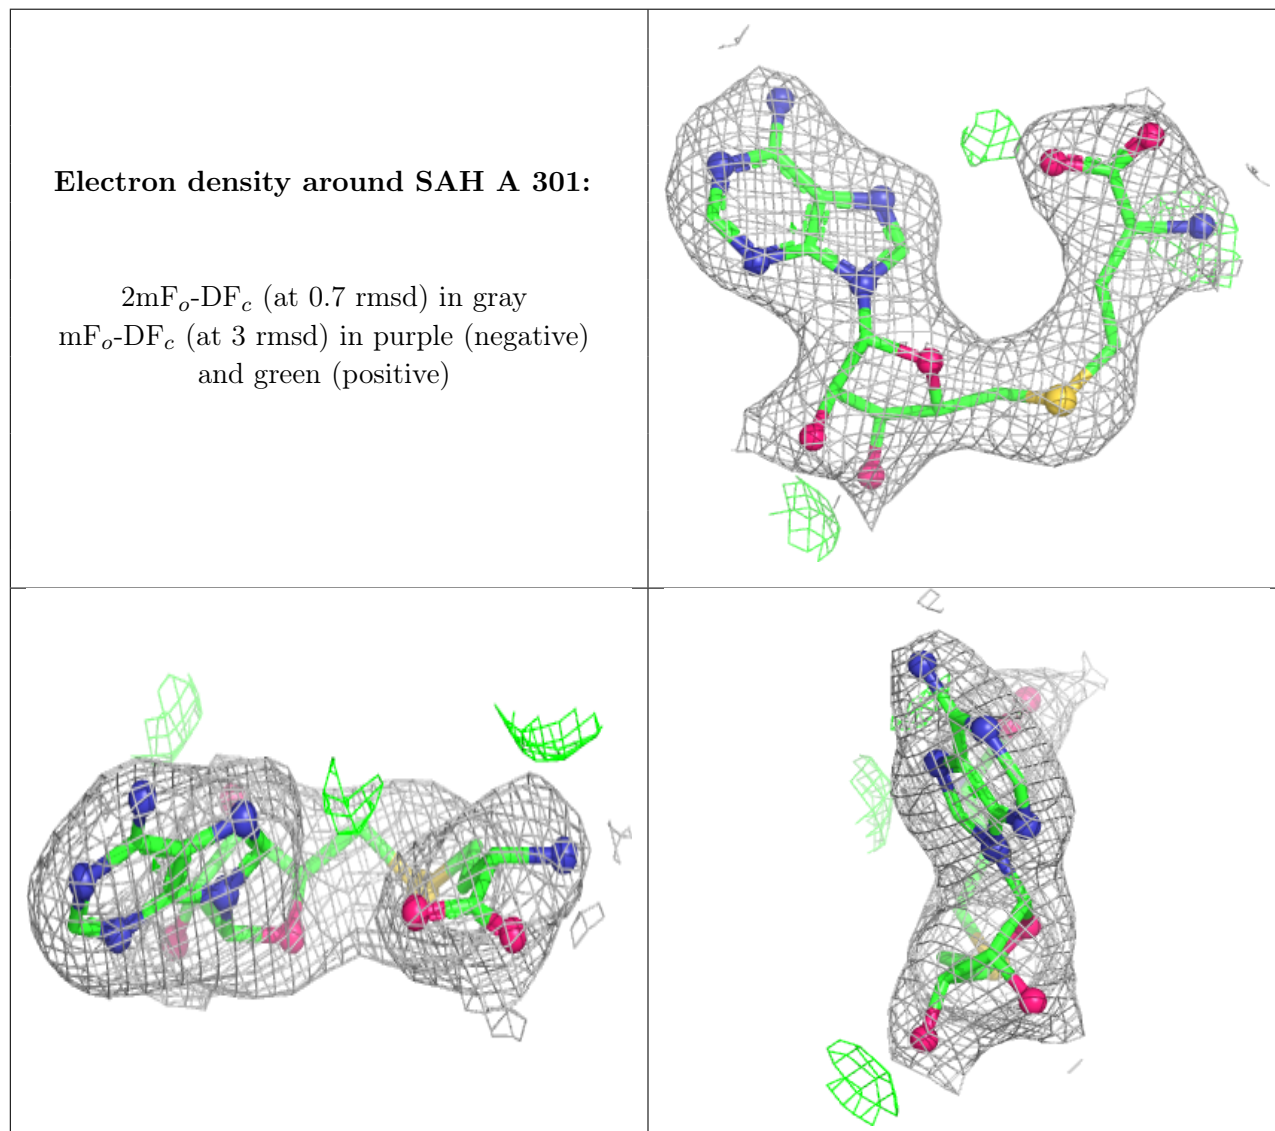 Electron density around SAH A 301:
2mFo-DFc (at 0.7 rmsd) in gray
mFo-DFc (at 3 rmsd) in purple (negative)
and green (positive)